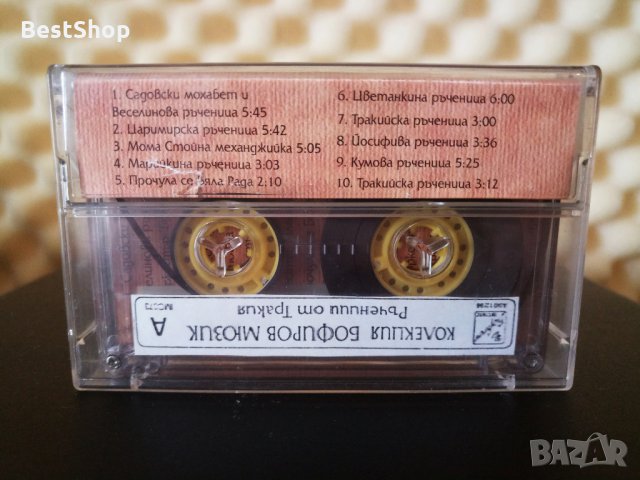 BestShop
1. Садовски мохабет и
Веселинова ръченица 5:45
2. Царимирска ръченица 5:42
3. Мома Стойна механджийка 5:05
4. Марийкина ръченица 3:03
5. Прочула се Вяла Рада 2:10
6. Цветанкина ръченица 6:00
7. Тракийска ръченица 3:00
8. Йосифива ръченица 3:36
9. Кумова ръченица 5:25
10. Тракийска ръченица 3:12
КОЛЕКЦИЯ БОФИРОВ МЮЗИК
Ръченици от Тракия
A
MC073
BAZAR